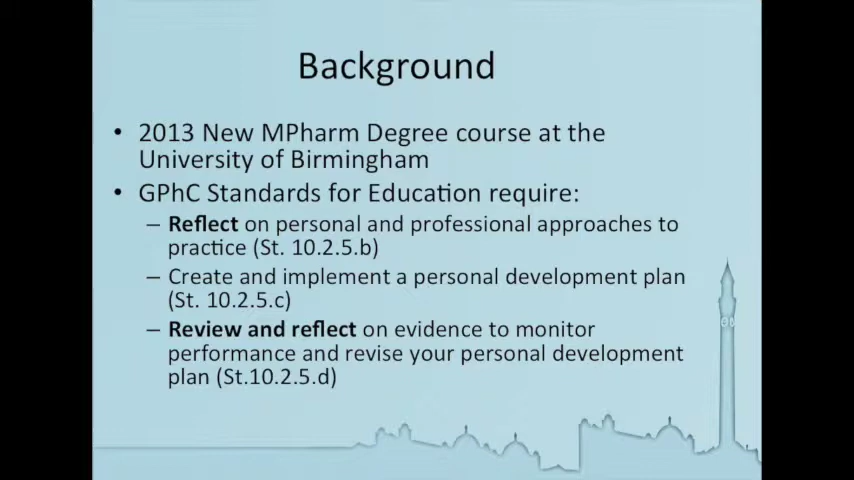 Background
• 2013 New MPharm Degree course at the
University of Birmingham
• GPhC Standards for Education require:
– Reflect on personal and professional approaches to
practice (St. 10.2.5.b)
– Create and implement a personal development plan
(St. 10.2.5.c)
– Review and reflect on evidence to monitor
performance and revise your personal development
plan (St.10.2.5.d)